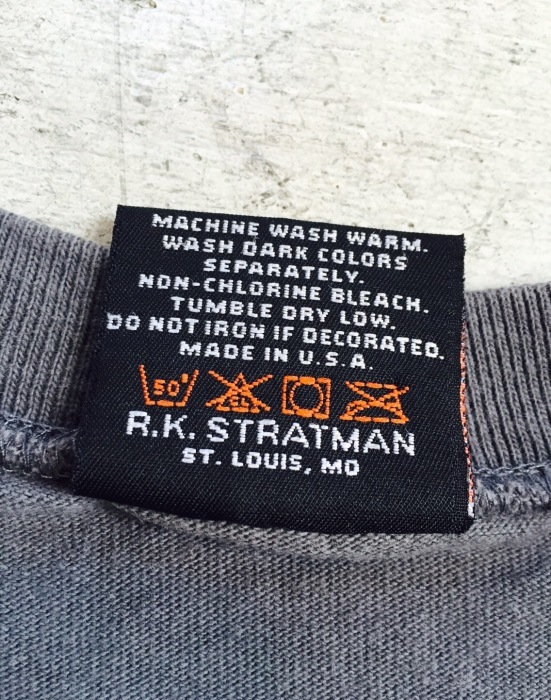 MACHINE WASH WARM.
WASH DARK COLORS
SEPARATELY.
NON-CHLORINE BLEACH.
TUMBLE DRY LOW.
DO NOT IRON IF DECORATED.
MADE IN U.S.A.
50°
CL
R.K. STRATMAN
ST. LOUIS, MO